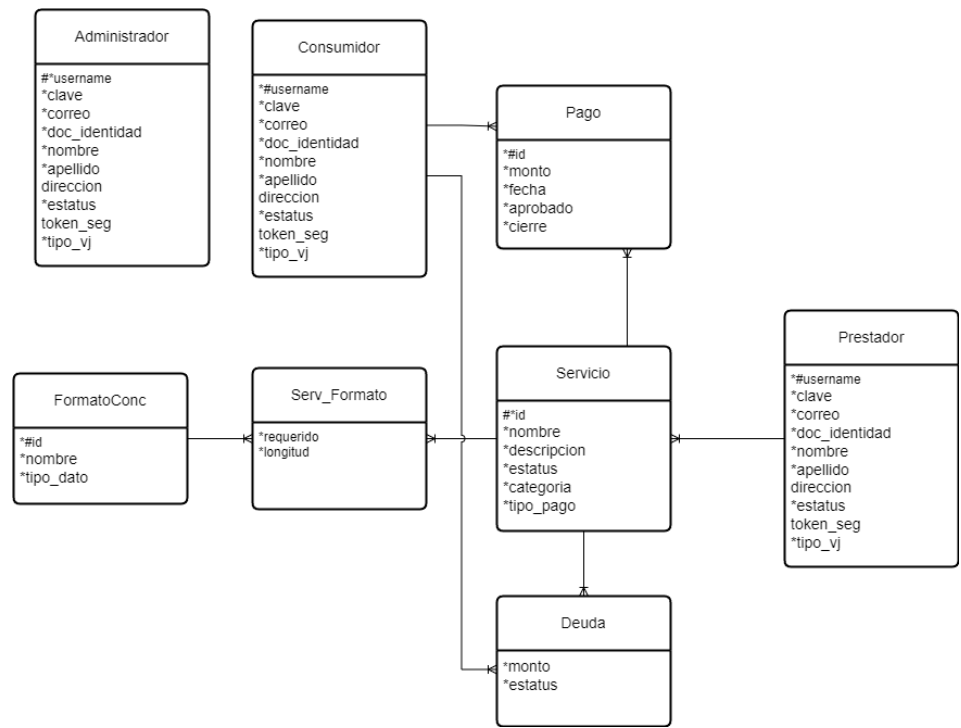 Administrador
#*username
*clave
*correo
*doc_identidad
*nombre
*apellido
direccion
*estatus
token_seg
*tipo_vj
Consumidor
*#username
*clave
*correo
*doc_identidad
*nombre
*apellido
direccion
*estatus
token_seg
*tipo_vj
Pago
*#id
*monto
*fecha
*aprobado
*cierre
FormatoConc
*#id
*nombre
*tipo_dato
Serv_Formato
*requerido
*longitud
Servicio
#*id
*nombre
*descripcion
*estatus
*categoria
*tipo_pago
Prestador
*#username
*clave
*correo
*doc_identidad
*nombre
*apellido
direccion
*estatus
token_seg
*tipo_vj
Deuda
*monto
*estatus